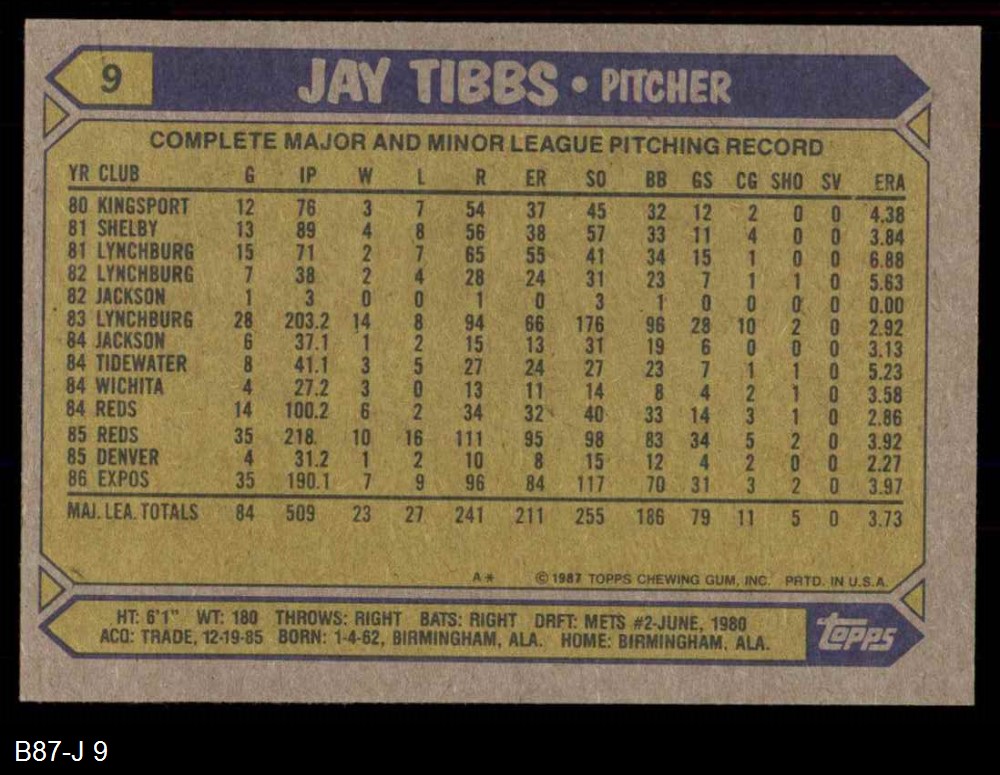 9 JAY TIBBS • PITCHER
COMPLETE MAJOR AND MINOR LEAGUE PITCHING RECORD
YR CLUB G IP W L R ER SO BB GS CG SHO SV ERA
80 KINGSPORT 12 76 3 7 54 37 45 32 12 2 0 0 4.38
81 SHELBY 13 89 4 8 56 38 57 33 11 4 0 0 3.84
81 LYNCHBURG 15 71 2 7 65 55 41 34 15 1 0 0 6.88
82 LYNCHBURG 7 38 2 4 28 24 31 23 7 1 1 0 5.63
82 JACKSON 1 3 0 0 1 0 3 1 0 0 0 0 0.00
83 LYNCHBURG 28 203.2 14 8 94 66 176 96 28 10 2 0 2.92
84 JACKSON 6 37.1 1 2 15 13 31 19 6 0 0 0 3.13
84 TIDEWATER 8 41.1 3 5 27 24 27 23 7 1 1 0 5.23
84 WICHITA 4 27.2 3 0 13 11 14 8 4 2 1 0 3.58
84 REDS 14 100.2 6 2 34 32 40 33 14 3 1 0 2.86
85 REDS 35 218. 10 16 111 95 98 83 34 5 2 0 3.92
85 DENVER 4 31.2 1 2 10 8 15 12 4 2 0 0 2.27
86 EXPOS 35 190.1 7 9 96 84 117 70 31 3 2 0 3.97
MAJ. LEA. TOTALS 84 509 23 27 241 211 255 186 79 11 5 0 3.73
A* © 1987 TOPPS CHEWING GUM, INC. PRTD. IN U.S.A.
HT: 6'1" WT: 180 THROWS: RIGHT BATS: RIGHT DRFT: METS #2-JUNE, 1980
ACQ: TRADE, 12-19-85 BORN: 1-4-62, BIRMINGHAM, ALA. HOME: BIRMINGHAM, ALA.
topps
B87-J 9